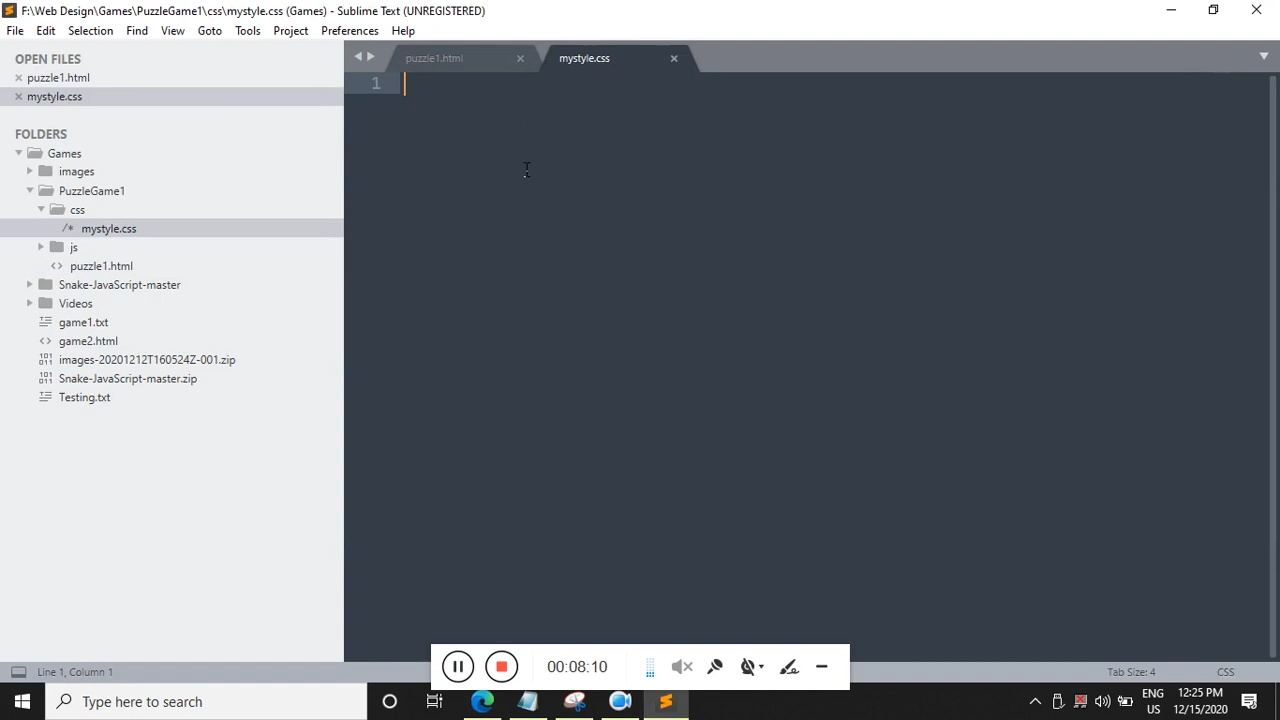 F:\Web Design\Games\PuzzleGame1\css\mystyle.css (Games) - Sublime Text (UNREGISTERED)
File Edit Selection Find View Goto Tools Project Preferences Help
OPEN FILES
puzzle1.html
mystyle.css
FOLDERS
Games
images
PuzzleGame1
css
/* mystyle.css
js
<> puzzle1.html
Snake-JavaScript-master
Videos
game1.txt
<> game2.html
images-20201212T160524Z-001.zip
Snake-JavaScript-master.zip
Testing.txt
puzzle1.html
mystyle.css
1
00:08:10
Line 1, Column 1
Tab Size: 4
CSS
Type here to search
ENG
US
12:25 PM
12/15/2020